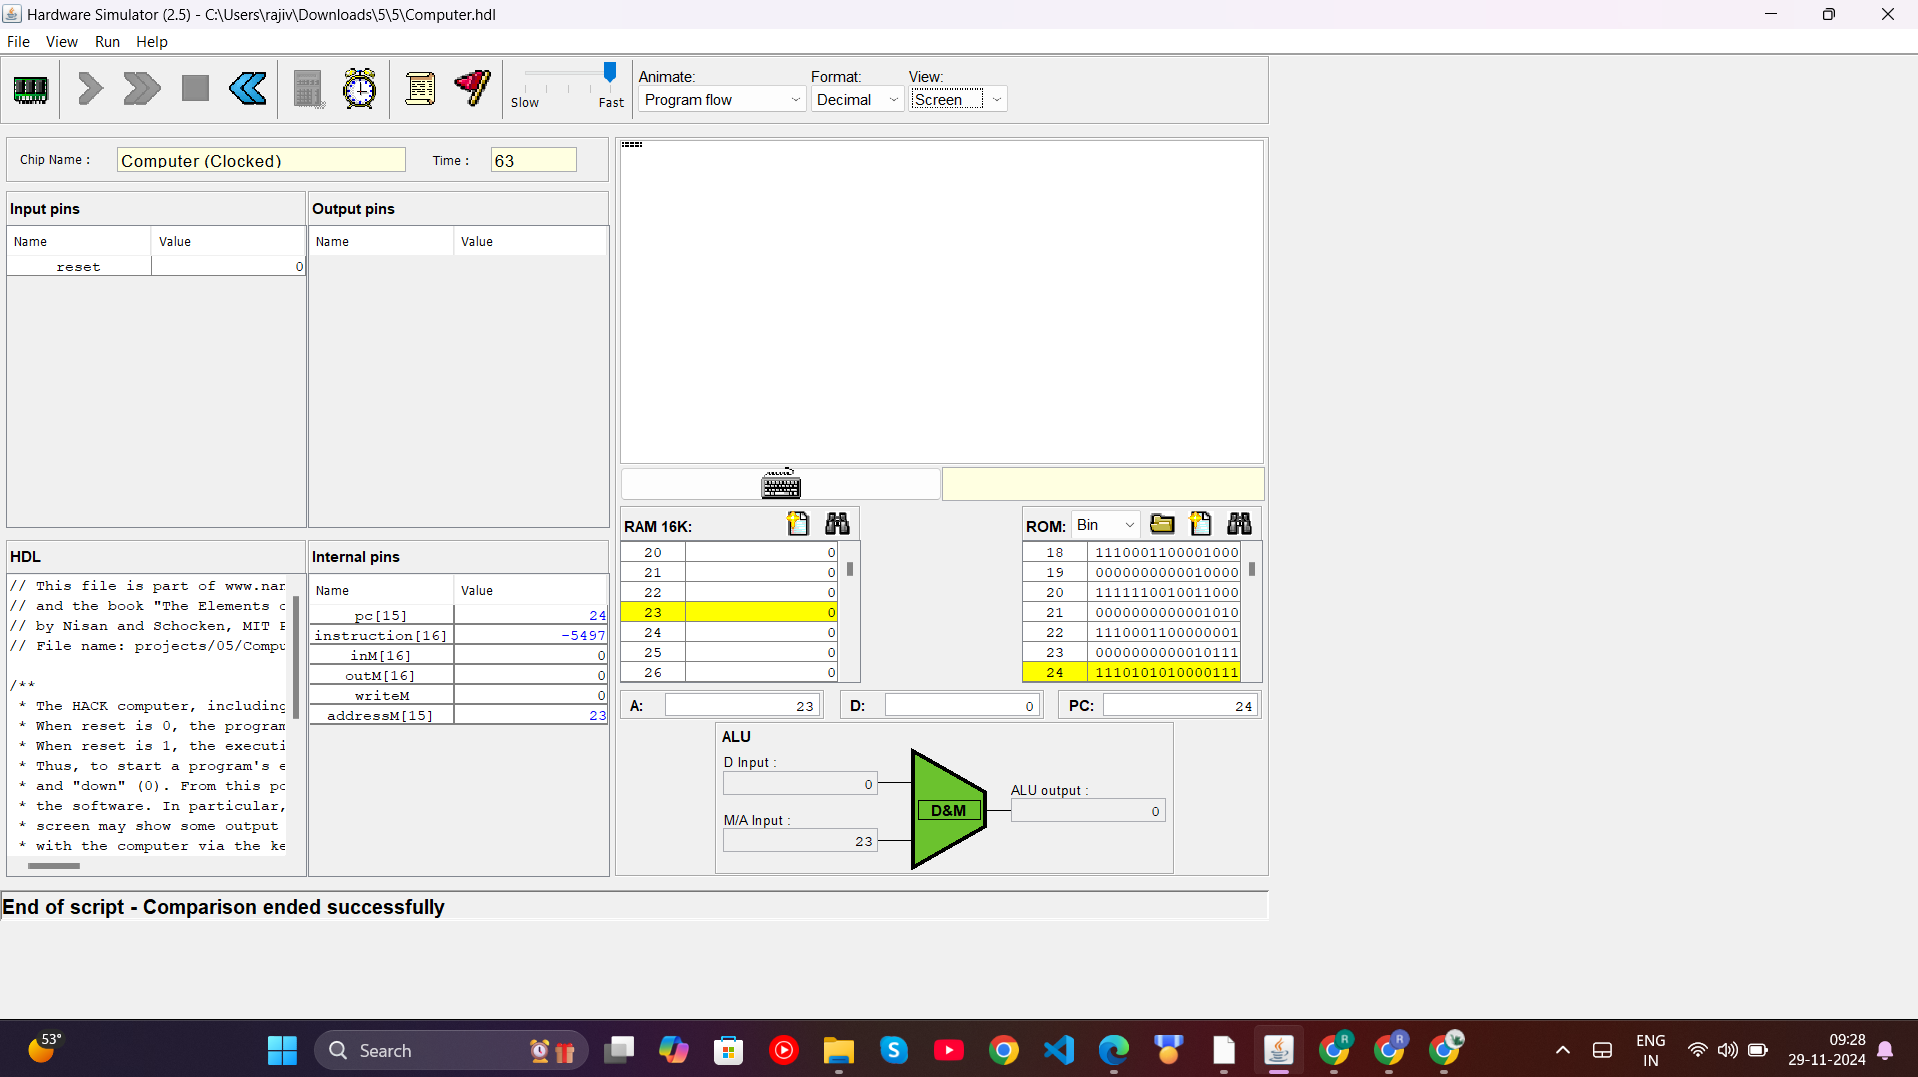 Hardware Simulator (2.5) - C:\Users\rajiv\Downloads\5\5\Computer.hdl
File View Run Help
Slow Fast
Animate: Format: View:
Program flow Decimal Screen
Chip Name : Computer (Clocked) Time : 63
Input pins
Name Value
reset 0
Output pins
Name Value
HDL
// This file is part of www.nan
// and the book "The Elements o
// by Nisan and Schocken, MIT P
// File name: projects/05/Compu
/**
* The HACK computer, including
* When reset is 0, the program
* When reset is 1, the executi
* Thus, to start a program's e
* and "down" (0). From this po
* the software. In particular,
* screen may show some output
* with the computer via the ke
Internal pins
Name Value
pc[15] 24
instruction[16] -5497
inM[16] 0
outM[16] 0
writeM 0
addressM[15] 23
RAM 16K:
20 0
21 0
22 0
23 0
24 0
25 0
26 0
ROM: Bin
18 1110001100001000
19 0000000000010000
20 1111110010011000
21 0000000000001010
22 1110001100000001
23 0000000000010111
24 1110101010000111
A: 23 D: 0 PC: 24
ALU
D Input :
0
M/A Input :
23
D&M
ALU output :
0
End of script - Comparison ended successfully
53°
Search
ENG
IN
09:28
29-11-2024